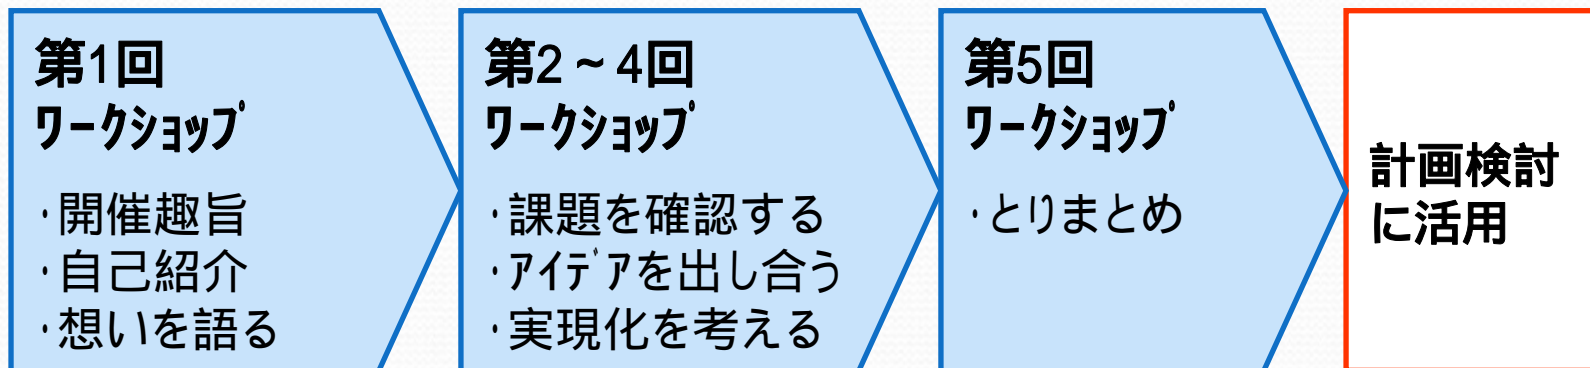 第1回
ﾜｰｸｼｮｯﾌﾟ
･開催趣旨
･自己紹介
･想いを語る
第2～4回
ﾜｰｸｼｮｯﾌﾟ
･課題を確認する
･ｱｲﾃﾞｱを出し合う
･実現化を考える
第5回
ﾜｰｸｼｮｯﾌﾟ
･とりまとめ
計画検討
に活用